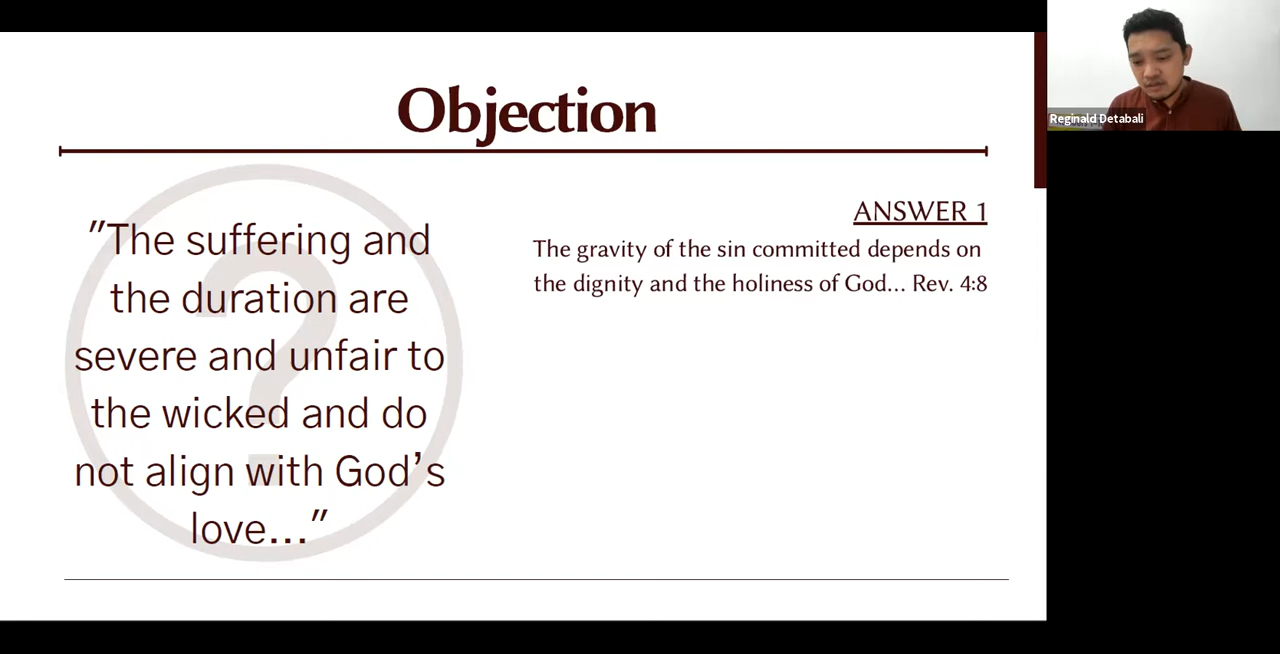 Objection
"The suffering and
the duration are
severe and unfair to
the wicked and do
not align with God's
love..."
ANSWER 1
The gravity of the sin committed depends on
the dignity and the holiness of God... Rev. 4:8
Reginald Detabali